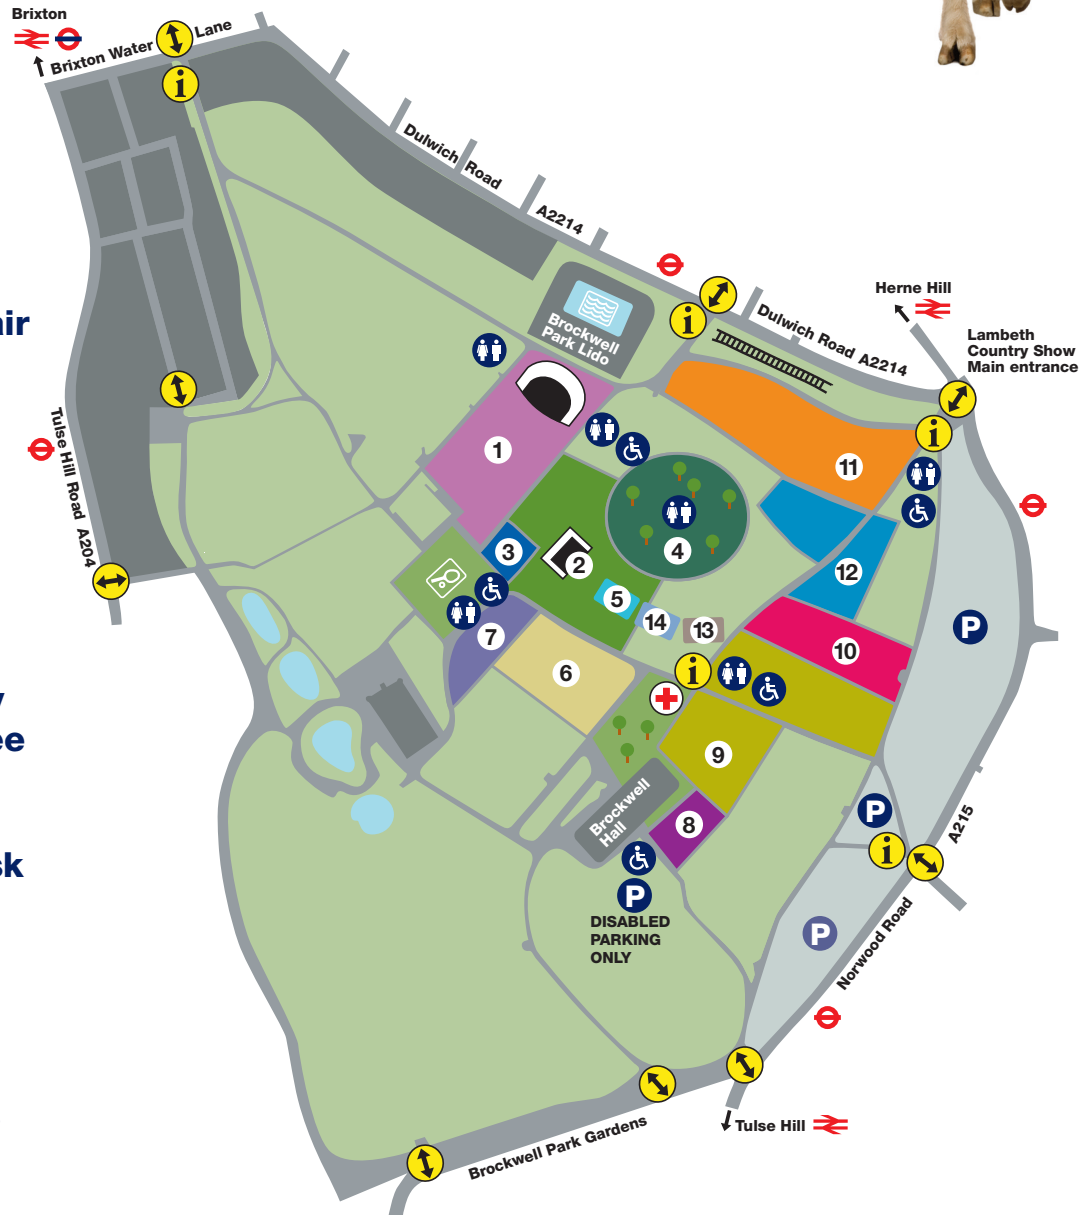 Brixton
Brixton Water Lane
i
Dulwich Road
A2214
Herne Hill
Lambeth
Country Show
Main entrance
i
Dulwich Road A2214
Brockwell
Park Lido
air
Tulse Hill Road A204
1
11
i
2
3
4
12
5
14
13
P
7
6
10
i
y
ee
9
8
Brockwell
Hall
P
i
A215
sk
P
DISABLED
PARKING
ONLY
P
Norwood Road
Tulse Hill
Brockwell Park Gardens